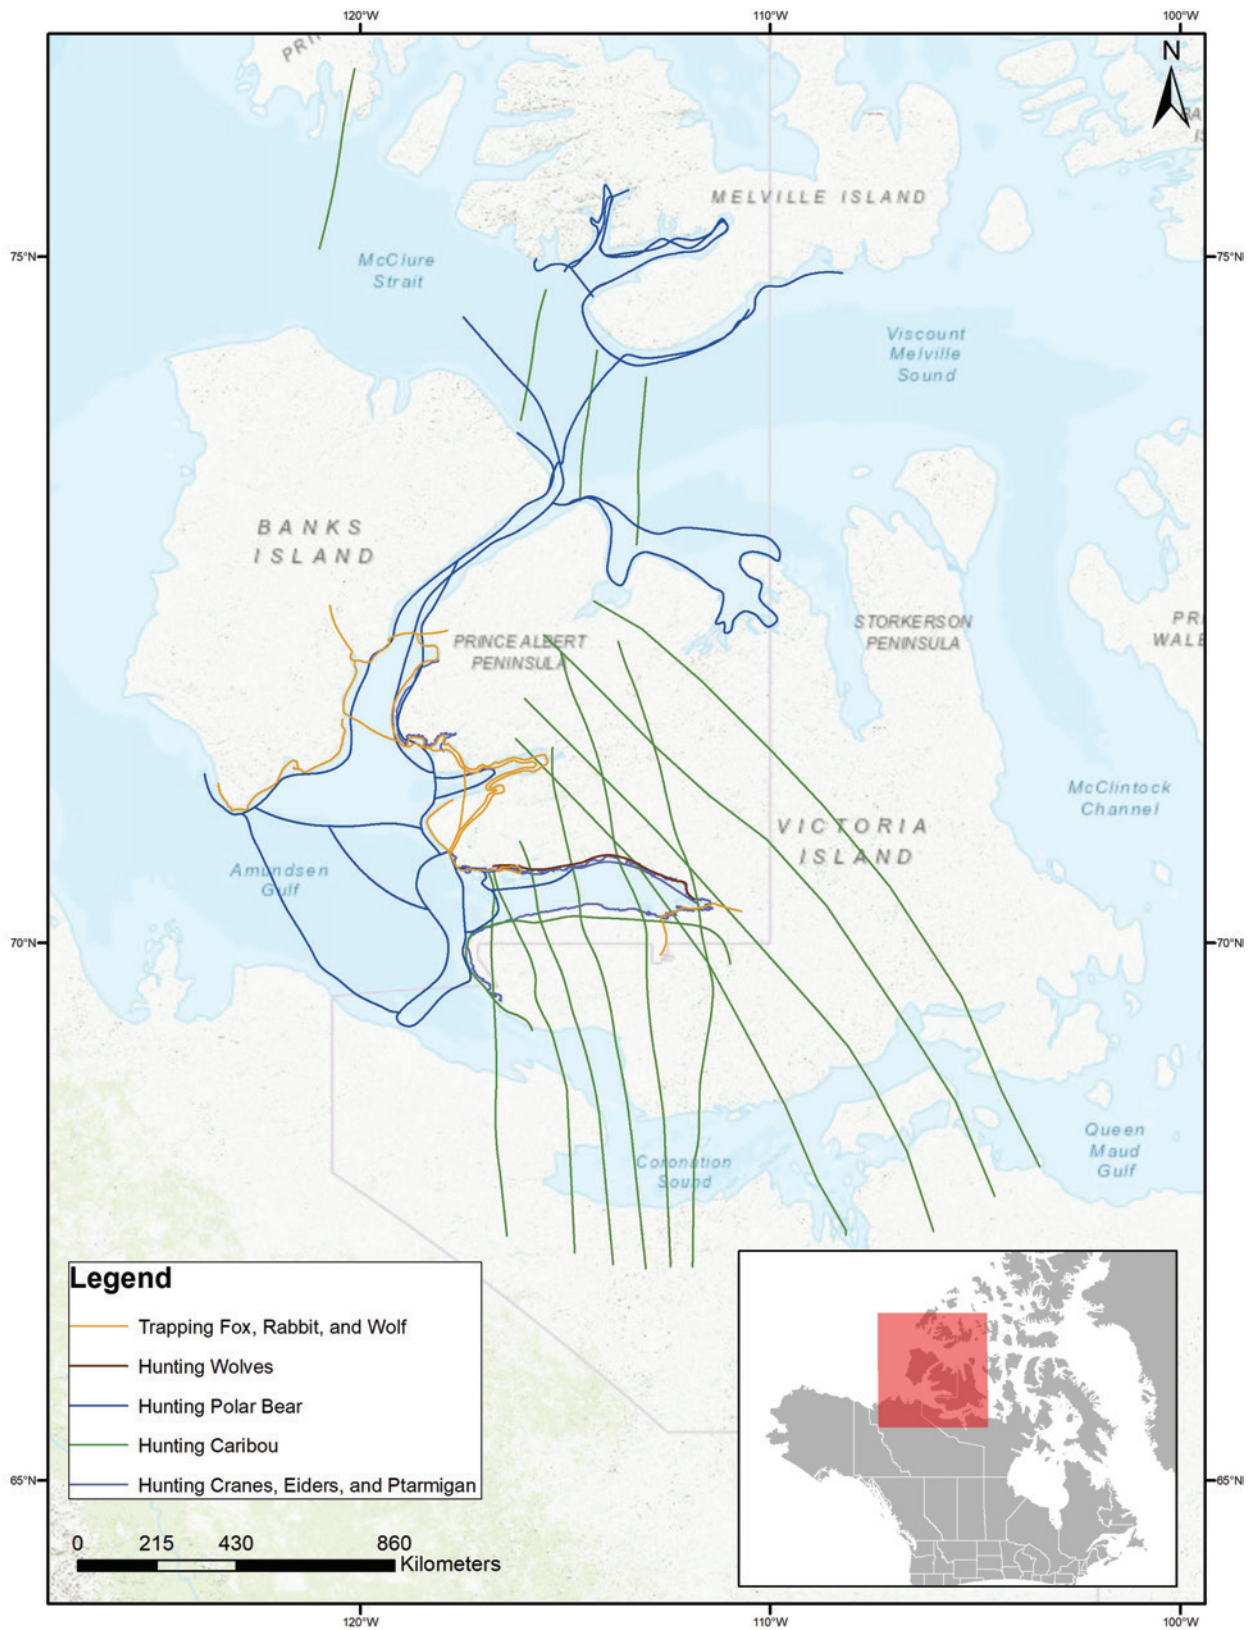 120°W
110°W
100°W
N
MELVILLE ISLAND
75°N
75°N
McClure
Strait
Viscount
Melville
Sound
BANKS
ISLAND
PRINCE ALBERT
PENINSULA
STORKERSON
PENINSULA
McClintock
Channel
VICTORIA
ISLAND
Amundsen
Gulf
70°N
70°N
Queen
Maud
Gulf
Coronation
Sound
Legend
Trapping Fox, Rabbit, and Wolf
Hunting Wolves
Hunting Polar Bear
Hunting Caribou
Hunting Cranes, Eiders, and Ptarmigan
65°N
65°N
0 215 430 860
Kilometers
120°W
110°W
100°W